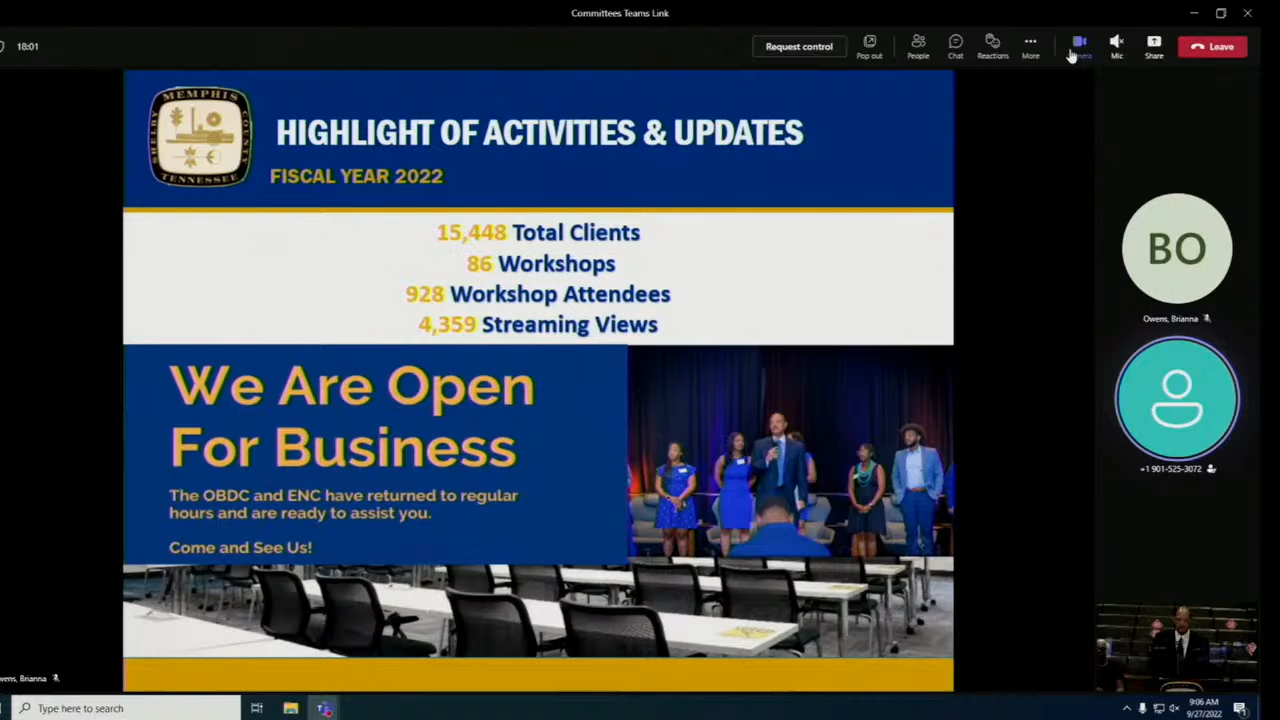 Committees Teams Link
18:01
Request control
Pop out
People
Chat
Reactions
More
Mic
Share
Leave
MEMPHIS
SHELBY
COUNTY
TENNESSEE
HIGHLIGHT OF ACTIVITIES & UPDATES
FISCAL YEAR 2022
15,448 Total Clients
86 Workshops
928 Workshop Attendees
4,359 Streaming Views
BO
Owens, Brianna
We Are Open
For Business
The OBDC and ENC have returned to regular
hours and are ready to assist you.
Come and See Us!
+1 901-525-3072
wens, Brianna
Type here to search
9:06 AM
9/27/2022